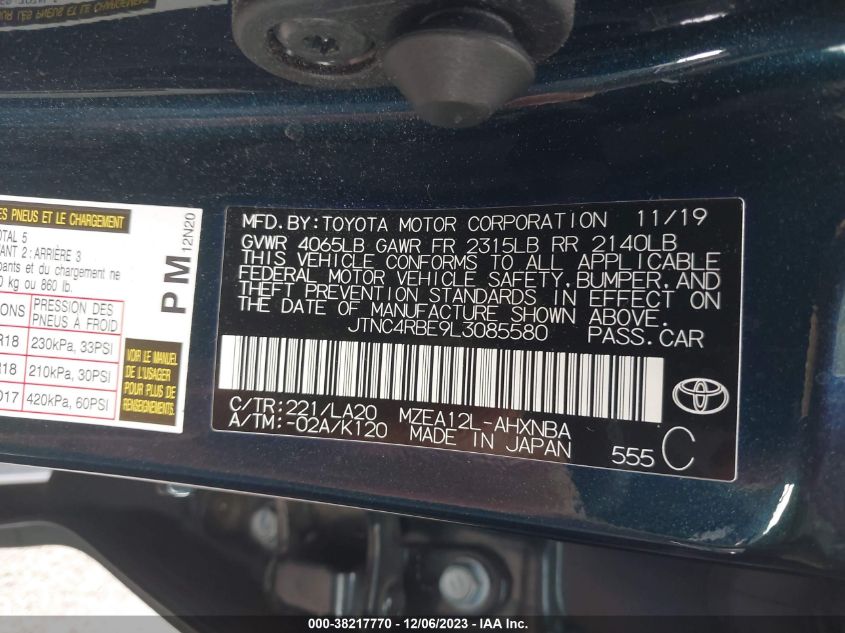 ES PNEUS ET LE CHARGEMENT
OTAL 5
ANT 2: ARRIÈRE 3
pants et du chargement ne
0 kg ou 860 lb.
ONS PRESSION DES PNEUS À FROID
R18 230kPa, 33PSI
R18 210kPa, 30PSI
D17 420kPa, 60PSI
VOIR LE MANUEL
DE L'USAGER
POUR PLUS DE
RENSEIGNEMENTS.
PM
12N20
MFD.BY:TOYOTA MOTOR CORPORATION 11/19
GVWR 4065LB GAWR FR 2315LB RR 2140LB
THIS VEHICLE CONFORMS TO ALL APPLICABLE
FEDERAL MOTOR VEHICLE SAFETY,BUMPER,AND
THEFT PREVENTION STANDARDS IN EFFECT ON
THE DATE OF MANUFACTURE SHOWN ABOVE.
JTNC4RBE9L3085580 PASS.CAR
C/TR:221/LA20 MZEA12L-AHXNBA
A/TM:-02A/K120 MADE IN JAPAN
555 C
000-38217770 - 12/06/2023 - IAA Inc.